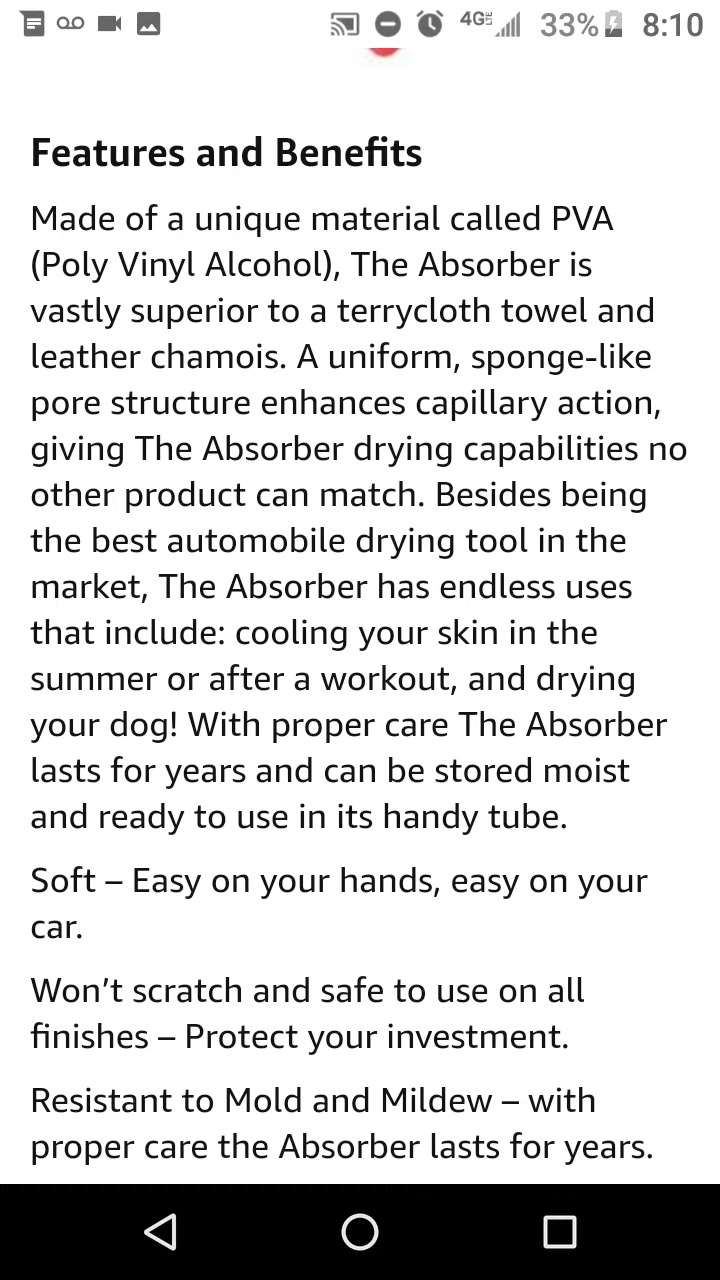 4G LTE 33% 8:10
Features and Benefits
Made of a unique material called PVA
(Poly Vinyl Alcohol), The Absorber is
vastly superior to a terrycloth towel and
leather chamois. A uniform, sponge-like
pore structure enhances capillary action,
giving The Absorber drying capabilities no
other product can match. Besides being
the best automobile drying tool in the
market, The Absorber has endless uses
that include: cooling your skin in the
summer or after a workout, and drying
your dog! With proper care The Absorber
lasts for years and can be stored moist
and ready to use in its handy tube.
Soft – Easy on your hands, easy on your
car.
Won’t scratch and safe to use on all
finishes – Protect your investment.
Resistant to Mold and Mildew – with
proper care the Absorber lasts for years.